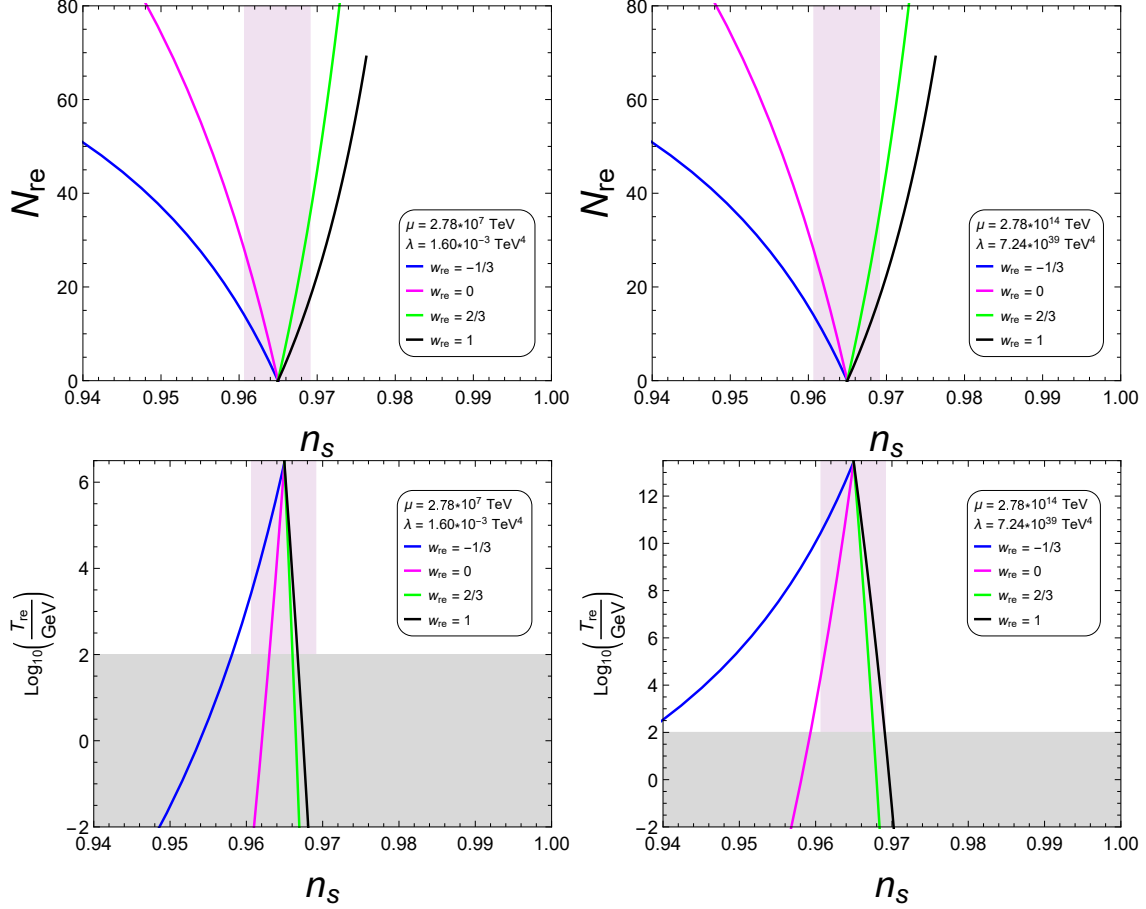 80
60
40
20
0
N_re
0.94 0.95 0.96 0.97 0.98 0.99 1.00
n_s
μ = 2.78*10^7 TeV
λ = 1.60*10^-3 TeV^4
w_re = -1/3
w_re = 0
w_re = 2/3
w_re = 1
80
60
40
20
0
N_re
0.94 0.95 0.96 0.97 0.98 0.99 1.00
n_s
μ = 2.78*10^14 TeV
λ = 7.24*10^39 TeV^4
w_re = -1/3
w_re = 0
w_re = 2/3
w_re = 1
6
4
2
0
-2
Log_10(T_re/GeV)
0.94 0.95 0.96 0.97 0.98 0.99 1.00
n_s
μ = 2.78*10^7 TeV
λ = 1.60*10^-3 TeV^4
w_re = -1/3
w_re = 0
w_re = 2/3
w_re = 1
12
10
8
6
4
2
0
-2
Log_10(T_re/GeV)
0.94 0.95 0.96 0.97 0.98 0.99 1.00
n_s
μ = 2.78*10^14 TeV
λ = 7.24*10^39 TeV^4
w_re = -1/3
w_re = 0
w_re = 2/3
w_re = 1